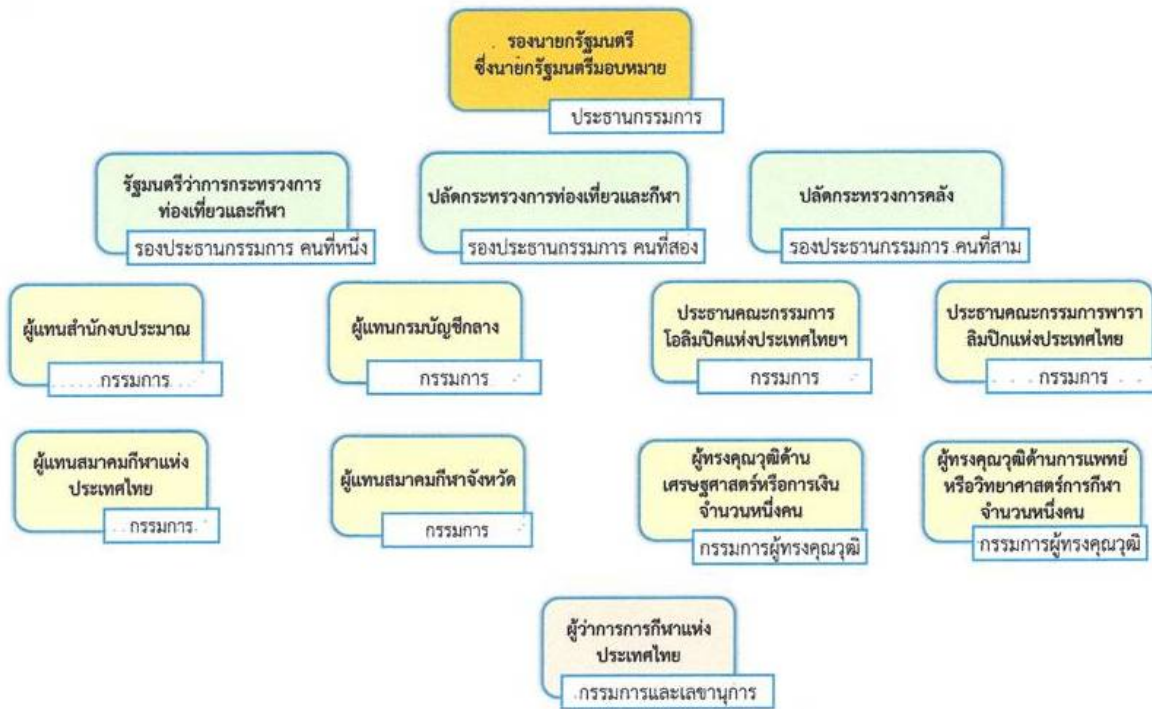 รองนายกรัฐมนตรี
ซึ่งนายกรัฐมนตรีมอบหมาย
ประธานกรรมการ
รัฐมนตรีว่าการกระทรวงการ
ท่องเที่ยวและกีฬา
รองประธานกรรมการ คนที่หนึ่ง
ปลัดกระทรวงการท่องเที่ยวและกีฬา
รองประธานกรรมการ คนที่สอง
ปลัดกระทรวงการคลัง
รองประธานกรรมการ คนที่สาม
ผู้แทนสำนักงบประมาณ
กรรมการ
ผู้แทนกรมบัญชีกลาง
กรรมการ
ประธานคณะกรรมการ
โอลิมปิคแห่งประเทศไทยฯ
กรรมการ
ประธานคณะกรรมการพารา
ลิมปิกแห่งประเทศไทย
กรรมการ
ผู้แทนสมาคมกีฬาแห่ง
ประเทศไทย
กรรมการ
ผู้แทนสมาคมกีฬาจังหวัด
กรรมการ
ผู้ทรงคุณวุฒิด้าน
เศรษฐศาสตร์หรือการเงิน
จำนวนหนึ่งคน
กรรมการผู้ทรงคุณวุฒิ
ผู้ทรงคุณวุฒิด้านการแพทย์
หรือวิทยาศาสตร์การกีฬา
จำนวนหนึ่งคน
กรรมการผู้ทรงคุณวุฒิ
ผู้ว่าการการกีฬาแห่ง
ประเทศไทย
กรรมการและเลขานุการ